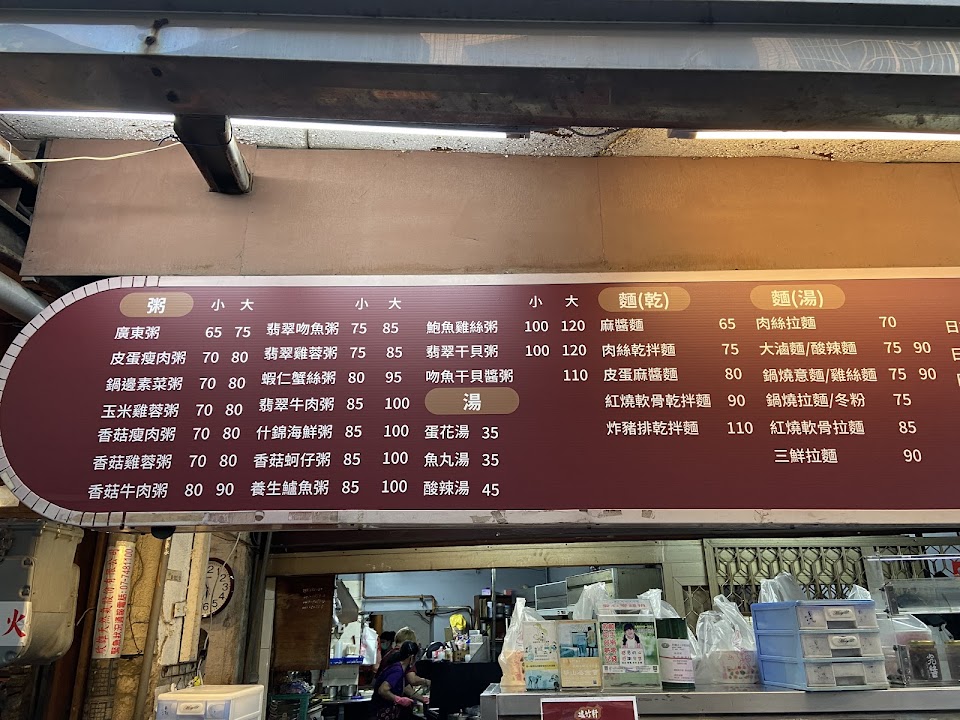 粥 小 大
廣東粥 65 75
皮蛋瘦肉粥 70 80
鍋邊素菜粥 70 80
玉米雞蓉粥 70 80
香菇瘦肉粥 70 80
香菇雞蓉粥 70 80
香菇牛肉粥 80 90
小 大
翡翠吻魚粥 75 85
翡翠雞蓉粥 75 85
蝦仁蟹絲粥 80 95
翡翠牛肉粥 85 100
什錦海鮮粥 85 100
香菇蚵仔粥 85 100
養生鱸魚粥 85 100
小 大
鮑魚雞絲粥 100 120
翡翠干貝粥 100 120
吻魚干貝醬粥 110
湯
蛋花湯 35
魚丸湯 35
酸辣湯 45
麵(乾)
麻醬麵 65
肉絲乾拌麵 75
皮蛋麻醬麵 80
紅燒軟骨乾拌麵 90
炸豬排乾拌麵 110
麵(湯)
肉絲拉麵 70
大滷麵/酸辣麵 75 90
鍋燒意麵/雞絲麵 75 90
鍋燒拉麵/冬粉 75
紅燒軟骨拉麵 85
三鮮拉麵 90
火